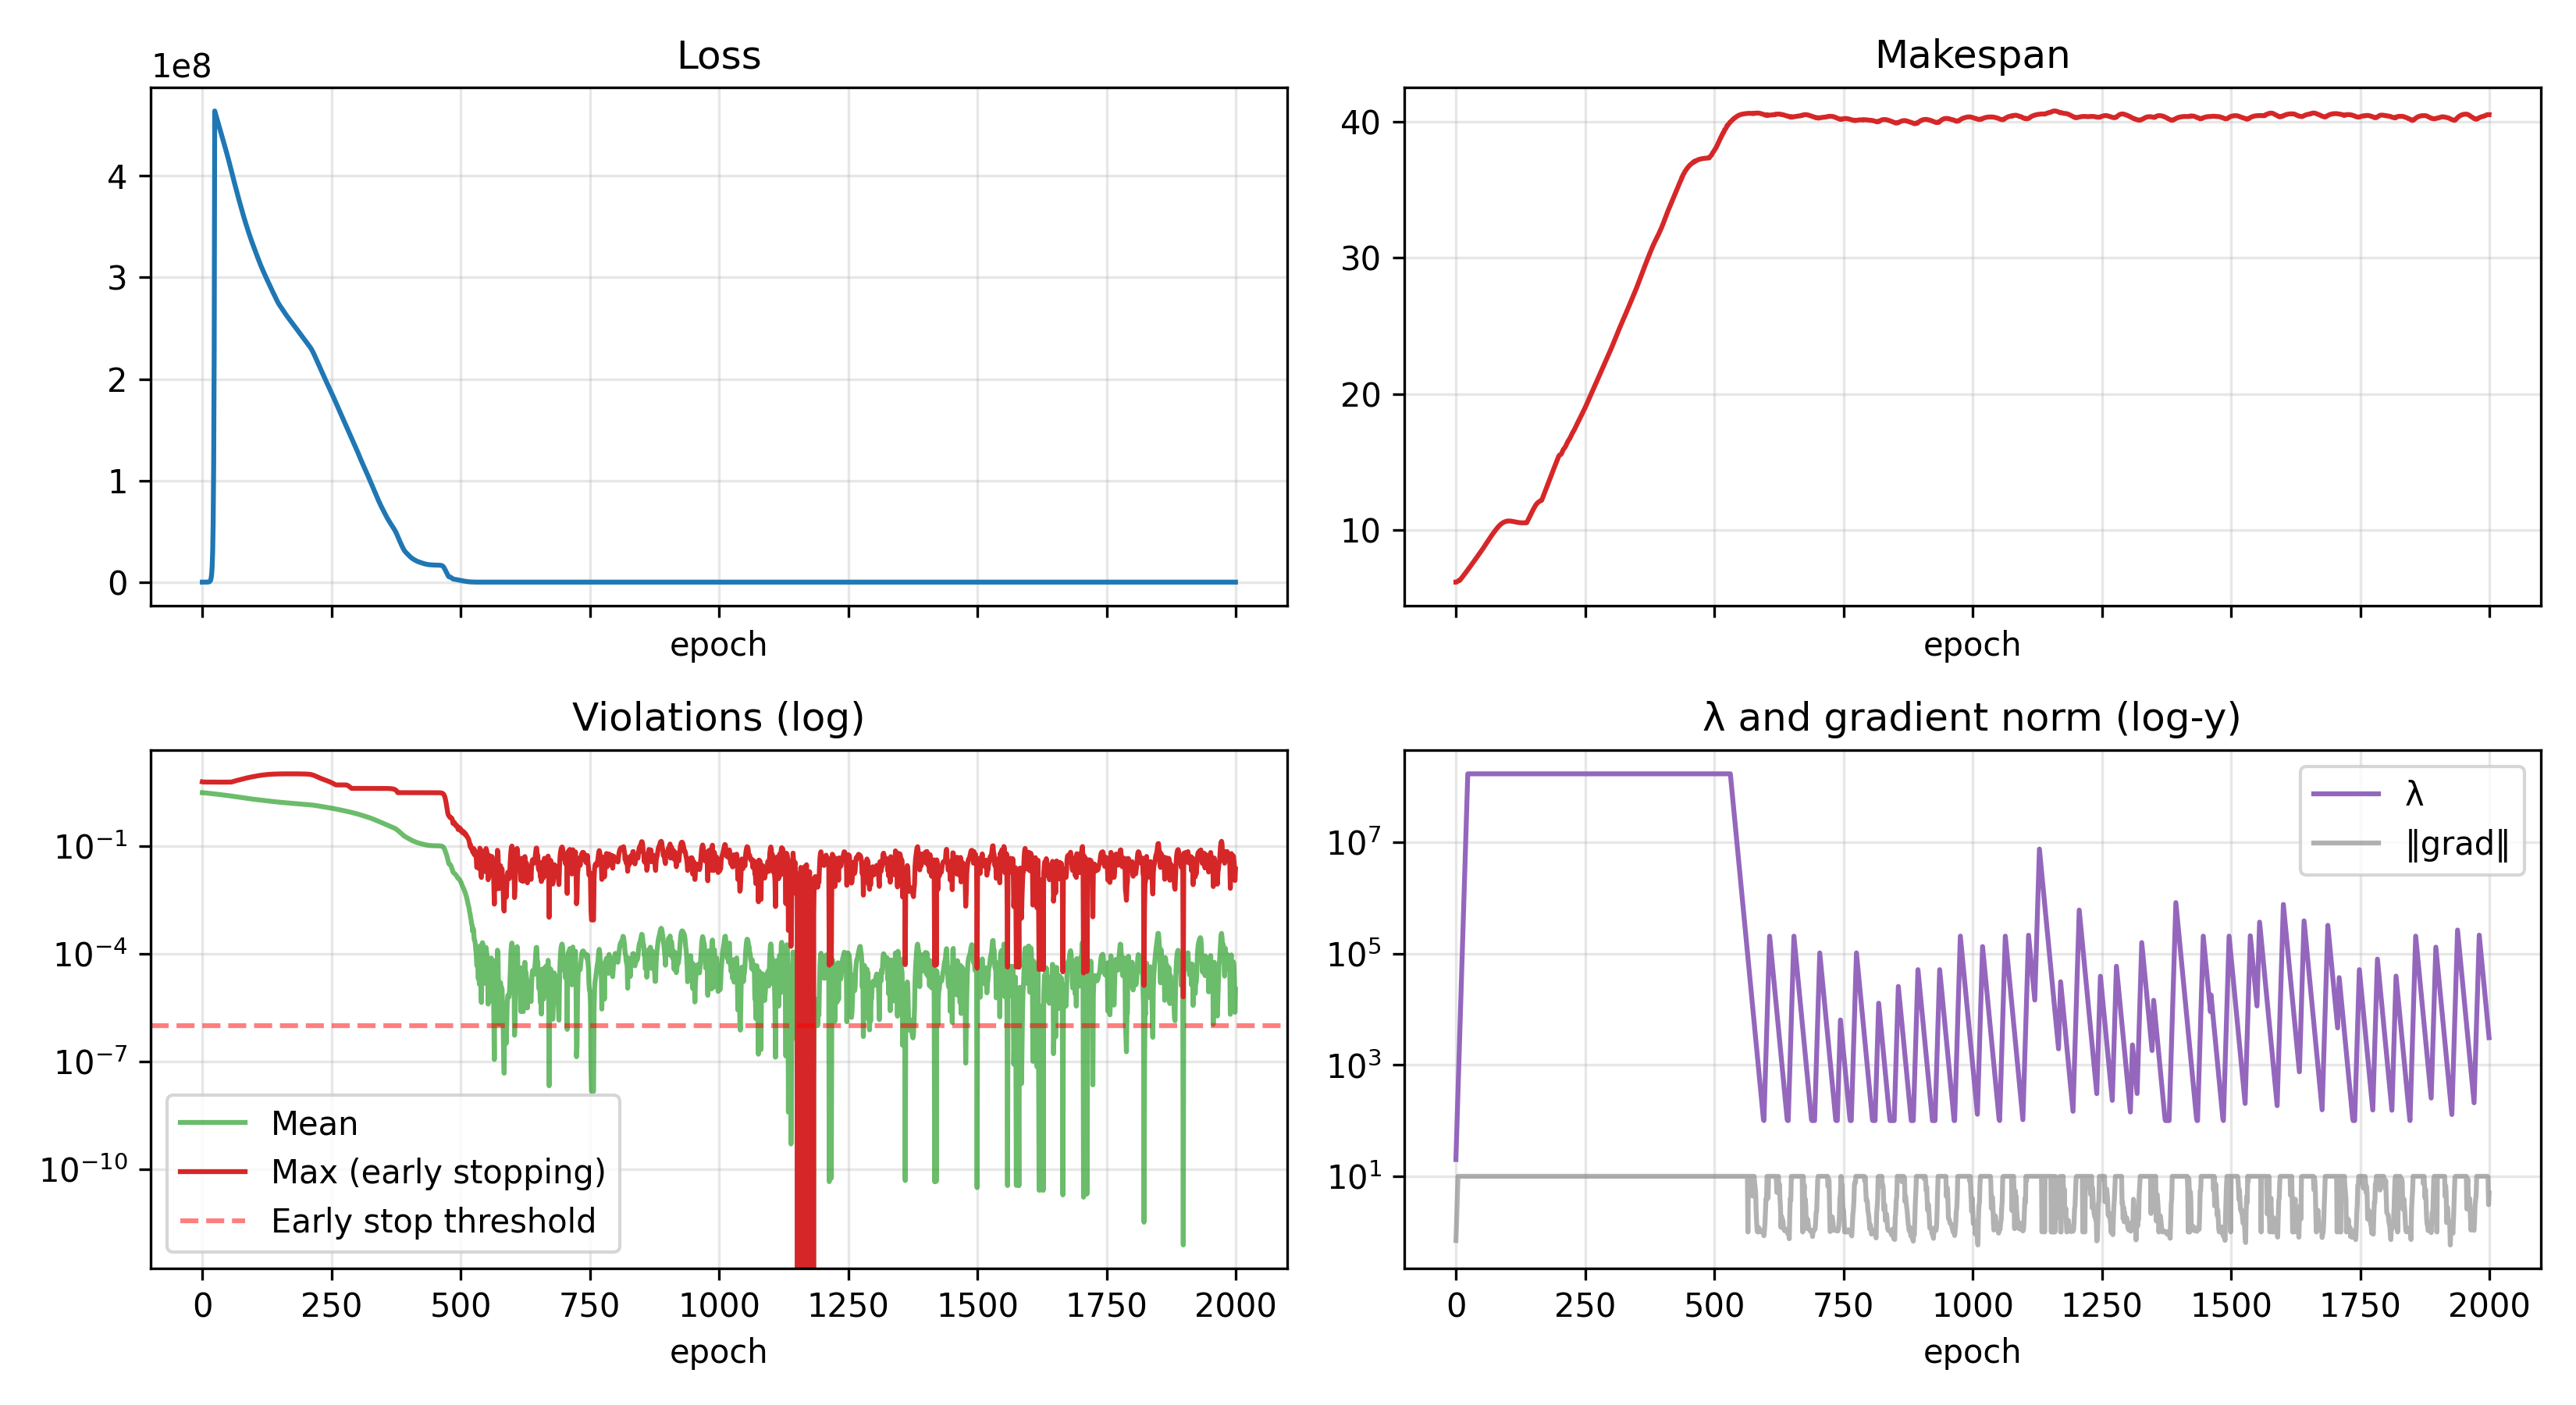 Loss
1e8
4
3
2
1
0
epoch
Makespan
40
30
20
10
epoch
Violations (log)
10⁻¹
10⁻⁴
10⁻⁷
10⁻¹⁰
Mean
Max (early stopping)
Early stop threshold
0 250 500 750 1000 1250 1500 1750 2000
epoch
λ and gradient norm (log-y)
10⁷
10⁵
10³
10¹
λ
‖grad‖
0 250 500 750 1000 1250 1500 1750 2000
epoch